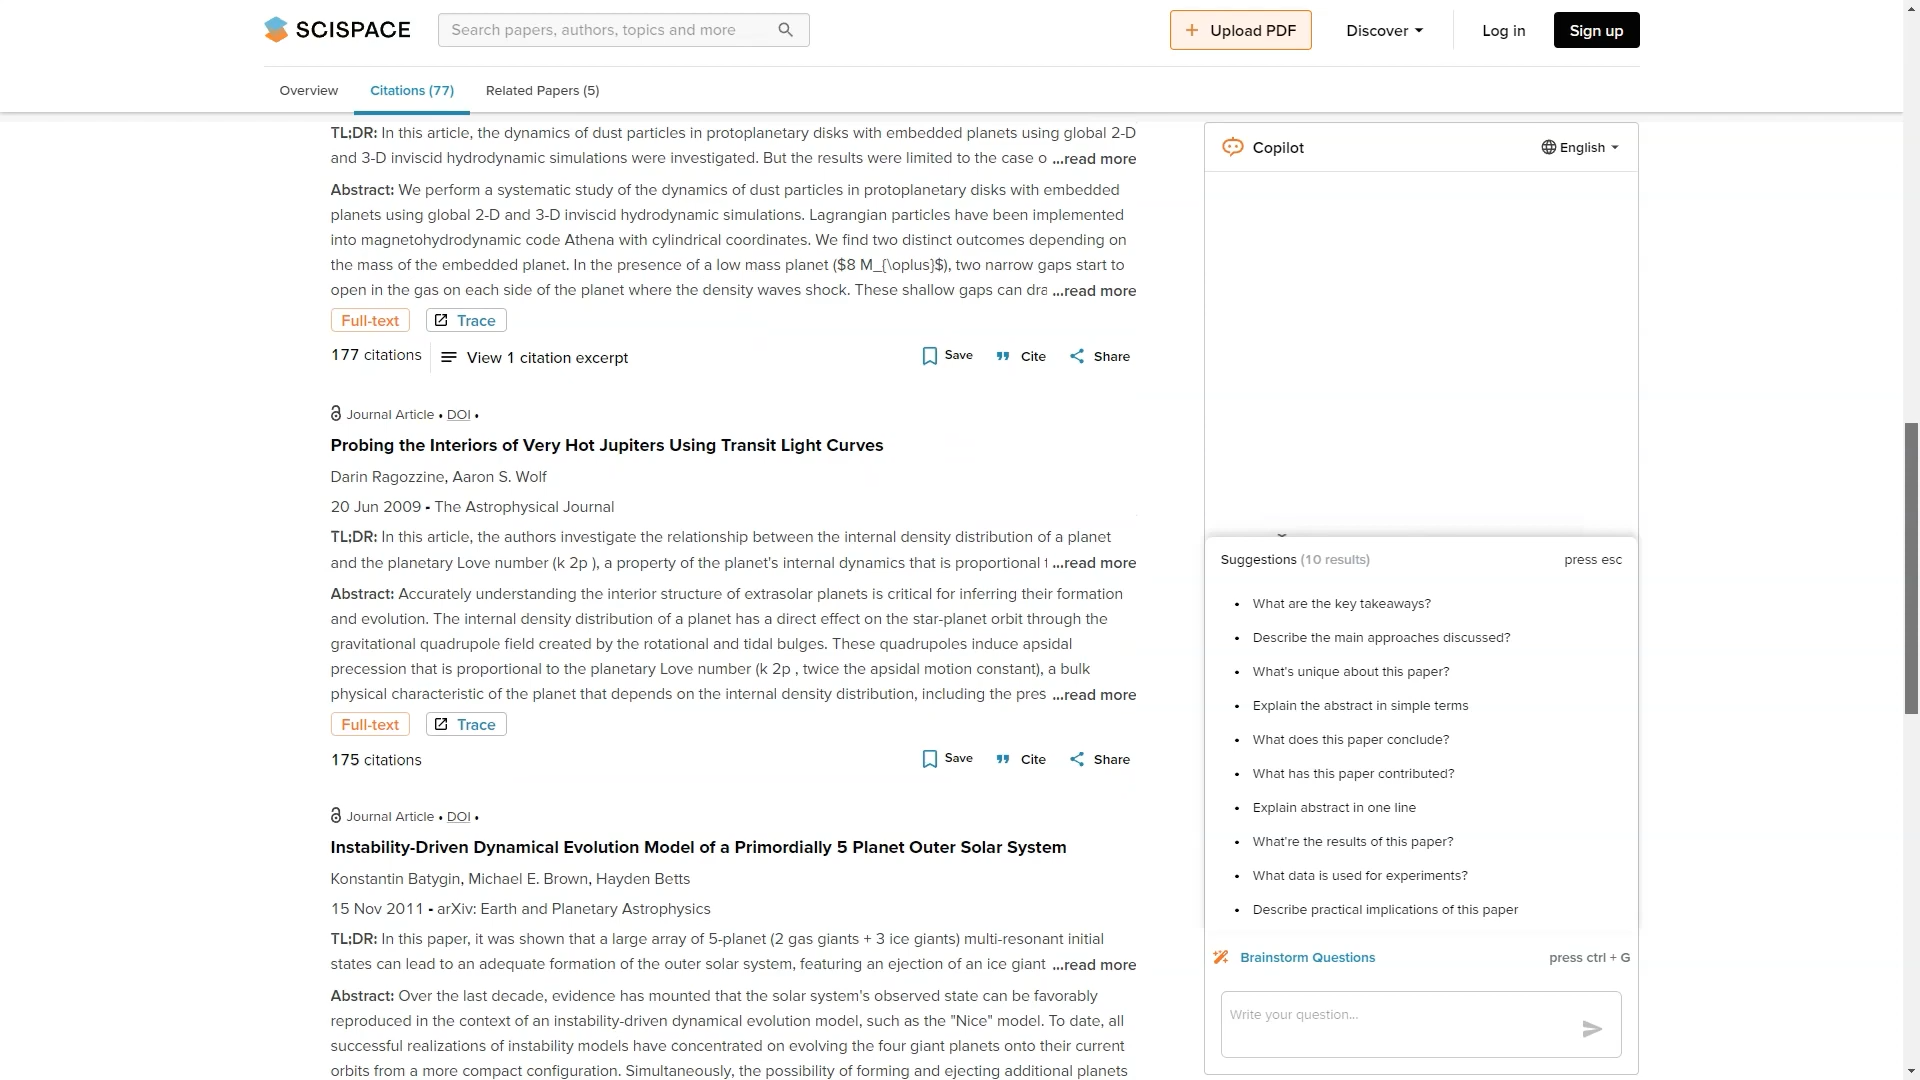 SCISPACE
Search papers, authors, topics and more
Upload PDF
Discover
Log in
Sign up
Overview
Citations (77)
Related Papers (5)
TL;DR: In this article, the dynamics of dust particles in protoplanetary disks with embedded planets using global 2-D
and 3-D inviscid hydrodynamic simulations were investigated. But the results were limited to the case o ...read more
Abstract: We perform a systematic study of the dynamics of dust particles in protoplanetary disks with embedded
planets using global 2-D and 3-D inviscid hydrodynamic simulations. Lagrangian particles have been implemented
into magnetohydrodynamic code Athena with cylindrical coordinates. We find two distinct outcomes depending on
the mass of the embedded planet. In the presence of a low mass planet ($8 M_{\oplus}$), two narrow gaps start to
open in the gas on each side of the planet where the density waves shock. These shallow gaps can dra ...read more
Full-text
Trace
177 citations
View 1 citation excerpt
Save
Cite
Share
Journal Article • DOI •
Probing the Interiors of Very Hot Jupiters Using Transit Light Curves
Darin Ragozzine, Aaron S. Wolf
20 Jun 2009 - The Astrophysical Journal
TL;DR: In this article, the authors investigate the relationship between the internal density distribution of a planet
and the planetary Love number (k 2p ), a property of the planet's internal dynamics that is proportional t ...read more
Abstract: Accurately understanding the interior structure of extrasolar planets is critical for inferring their formation
and evolution. The internal density distribution of a planet has a direct effect on the star-planet orbit through the
gravitational quadrupole field created by the rotational and tidal bulges. These quadrupoles induce apsidal
precession that is proportional to the planetary Love number (k 2p , twice the apsidal motion constant), a bulk
physical characteristic of the planet that depends on the internal density distribution, including the pres ...read more
Full-text
Trace
175 citations
Save
Cite
Share
Journal Article • DOI •
Instability-Driven Dynamical Evolution Model of a Primordially 5 Planet Outer Solar System
Konstantin Batygin, Michael E. Brown, Hayden Betts
15 Nov 2011 - arXiv: Earth and Planetary Astrophysics
TL;DR: In this paper, it was shown that a large array of 5-planet (2 gas giants + 3 ice giants) multi-resonant initial
states can lead to an adequate formation of the outer solar system, featuring an ejection of an ice giant ...read more
Abstract: Over the last decade, evidence has mounted that the solar system's observed state can be favorably
reproduced in the context of an instability-driven dynamical evolution model, such as the "Nice" model. To date, all
successful realizations of instability models have concentrated on evolving the four giant planets onto their current
orbits from a more compact configuration. Simultaneously, the possibility of forming and ejecting additional planets
Copilot
English
Suggestions (10 results)
press esc
• What are the key takeaways?
• Describe the main approaches discussed?
• What's unique about this paper?
• Explain the abstract in simple terms
• What does this paper conclude?
• What has this paper contributed?
• Explain abstract in one line
• What're the results of this paper?
• What data is used for experiments?
• Describe practical implications of this paper
Brainstorm Questions
press ctrl + G
Write your question...